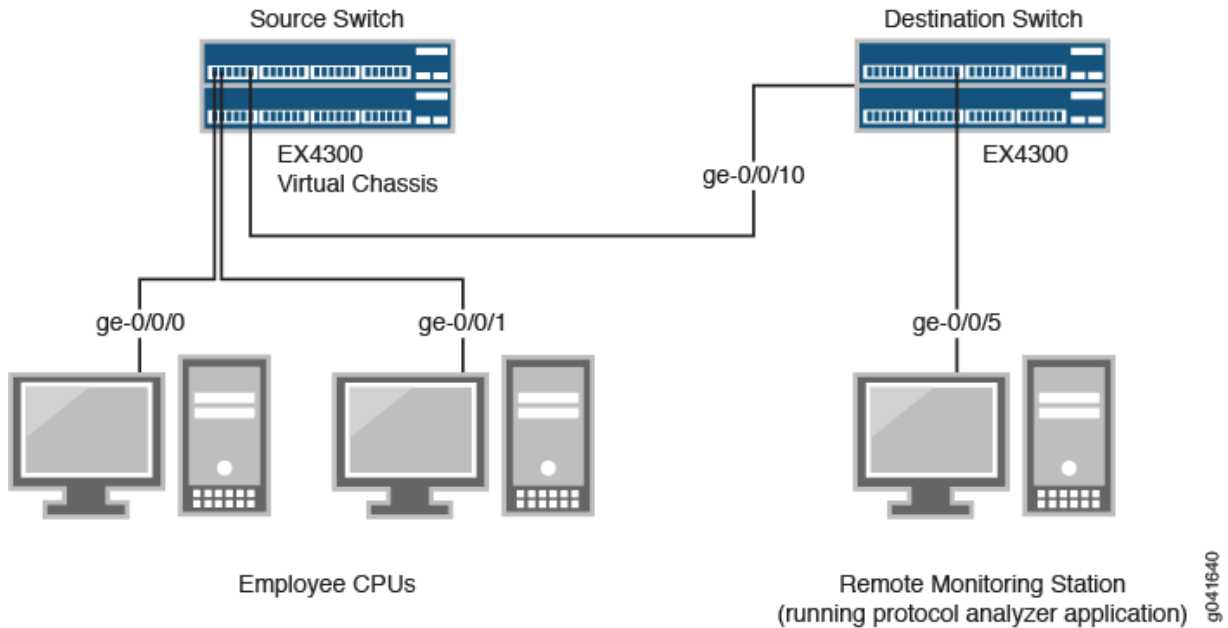 Source Switch
Destination Switch
EX4300
Virtual Chassis
EX4300
ge-0/0/10
ge-0/0/0
ge-0/0/1
ge-0/0/5
Employee CPUs
Remote Monitoring Station
(running protocol analyzer application)
g041640